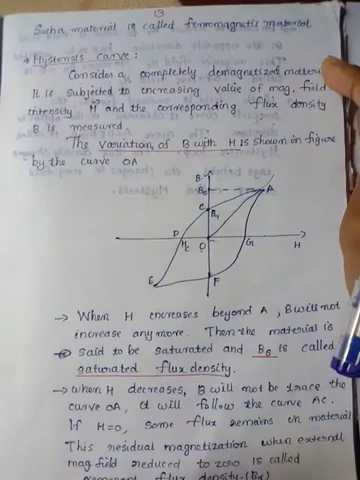 13
Such a material is called ferromagnetic material
→ Hysterisis Curve:
Consider a completely demagnetized material
It is subjected to increasing value of mag. field
intensity H and the corresponding flux density
B is measured
The variation of B with H is shown in figure
by the curve OA
B
Bs
A
C
Br
D
Hc
O
G
H
E
F
→ When H increases beyond A, B will not
increase any more. Then the material is
said to be saturated and Bs is called
saturated flux density.
→ When H decreases, B will not be trace the
curve OA, it will follow the curve AC.
If H=0, some flux remains in material
This residual magnetization when external
mag. field reduced to zero is called
flux density. (Br)